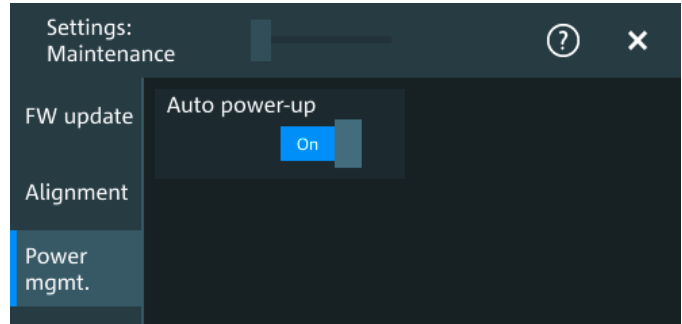 Settings:
Maintenance
?
FW update
Auto power-up
On
Alignment
Power
mgmt.